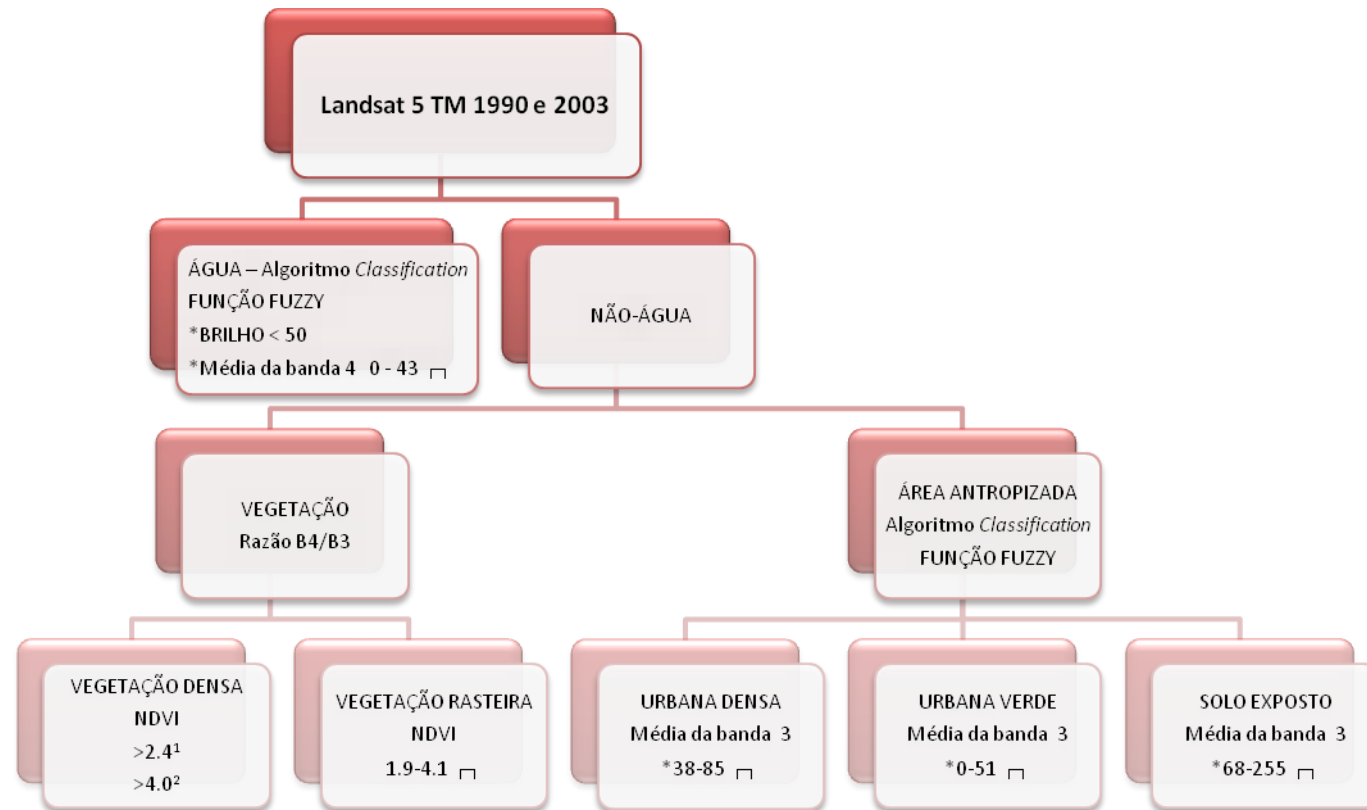 Landsat 5 TM 1990 e 2003
ÁGUA – Algoritmo Classification
FUNÇÃO FUZZY
*BRILHO < 50
*Média da banda 4 0 - 43
NÃO-ÁGUA
VEGETAÇÃO
Razão B4/B3
ÁREA ANTROPIZADA
Algoritmo Classification
FUNÇÃO FUZZY
VEGETAÇÃO DENSA
NDVI
>2.4¹
>4.0²
VEGETAÇÃO RASTEIRA
NDVI
1.9-4.1
URBANA DENSA
Média da banda 3
*38-85
URBANA VERDE
Média da banda 3
*0-51
SOLO EXPOSTO
Média da banda 3
*68-255